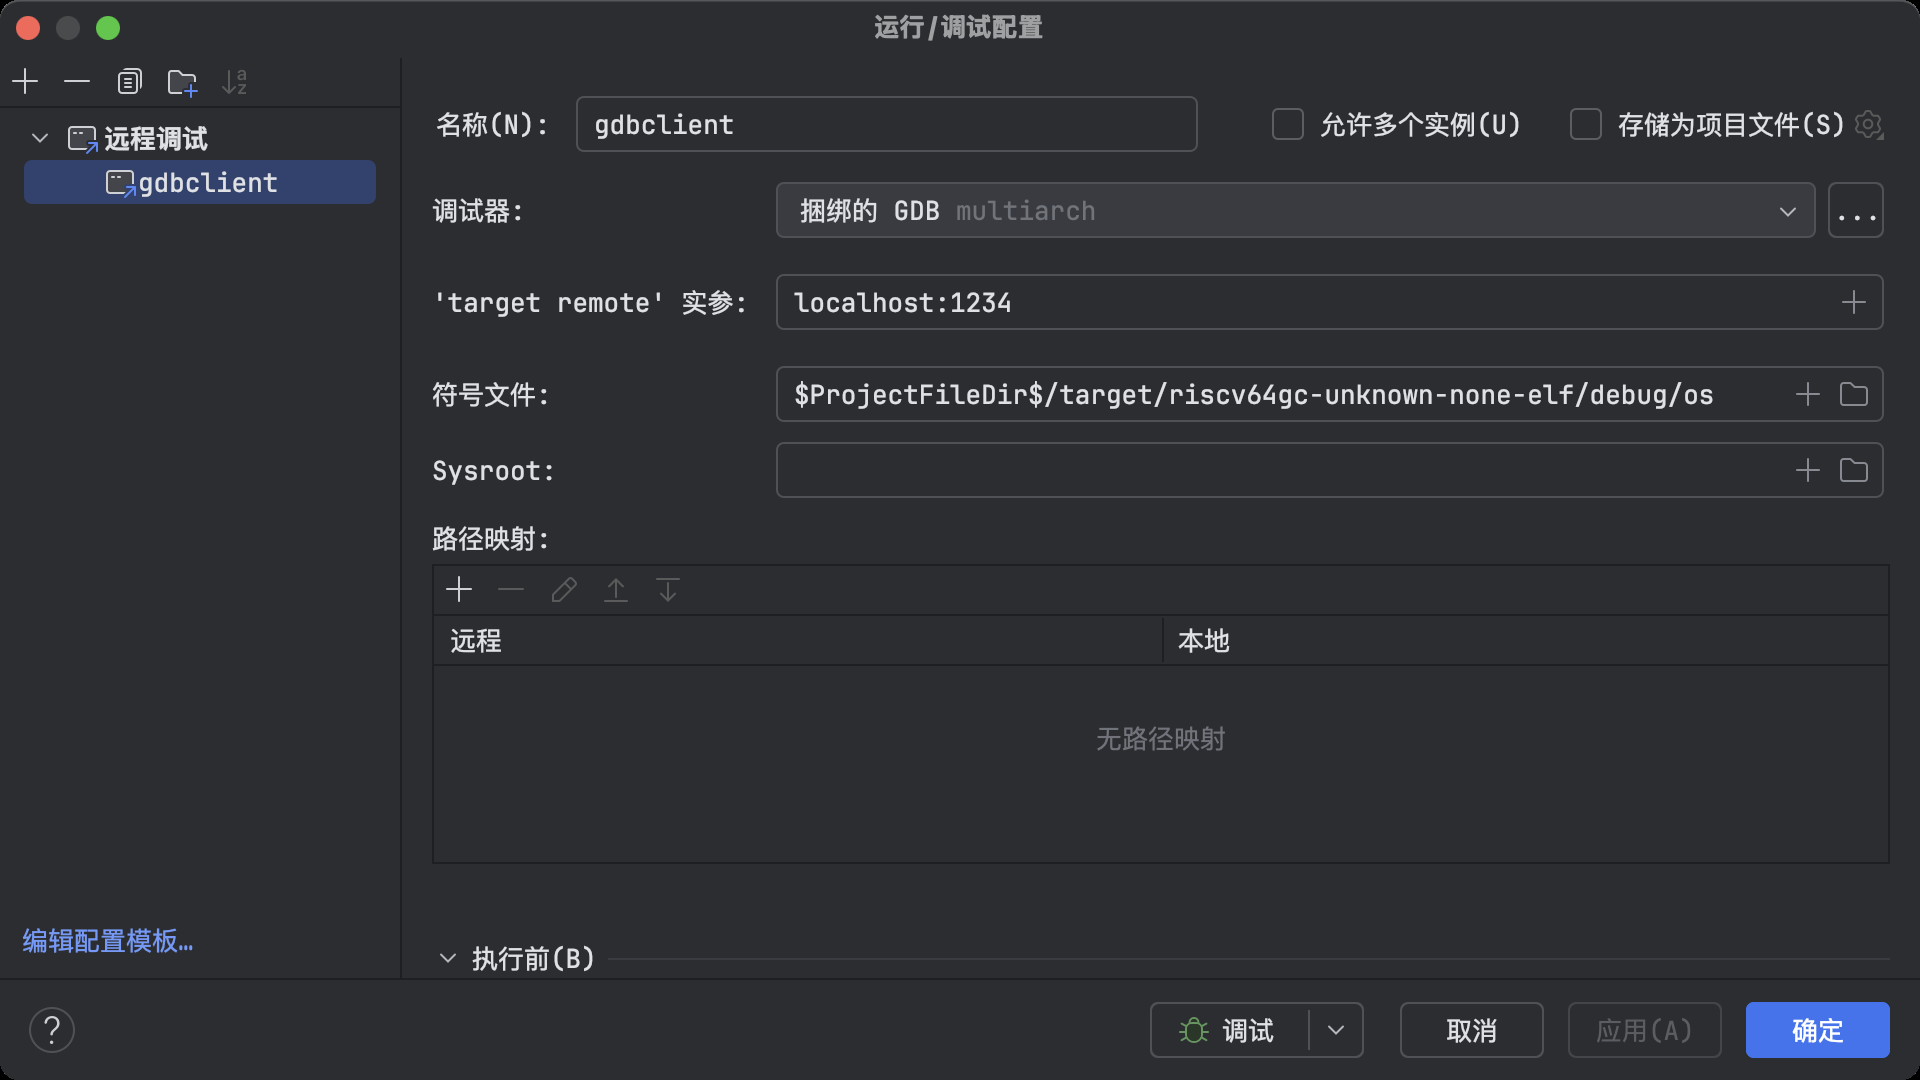 运行/调试配置
远程调试
gdbclient
编辑配置模板...
名称(N):
gdbclient
允许多个实例(U)
存储为项目文件(S)
调试器:
捆绑的 GDB multiarch
...
'target remote' 实参:
localhost:1234
符号文件:
$ProjectFileDir$/target/riscv64gc-unknown-none-elf/debug/os
Sysroot:
路径映射:
远程
本地
无路径映射
执行前(B)
?
调试
取消
应用(A)
确定